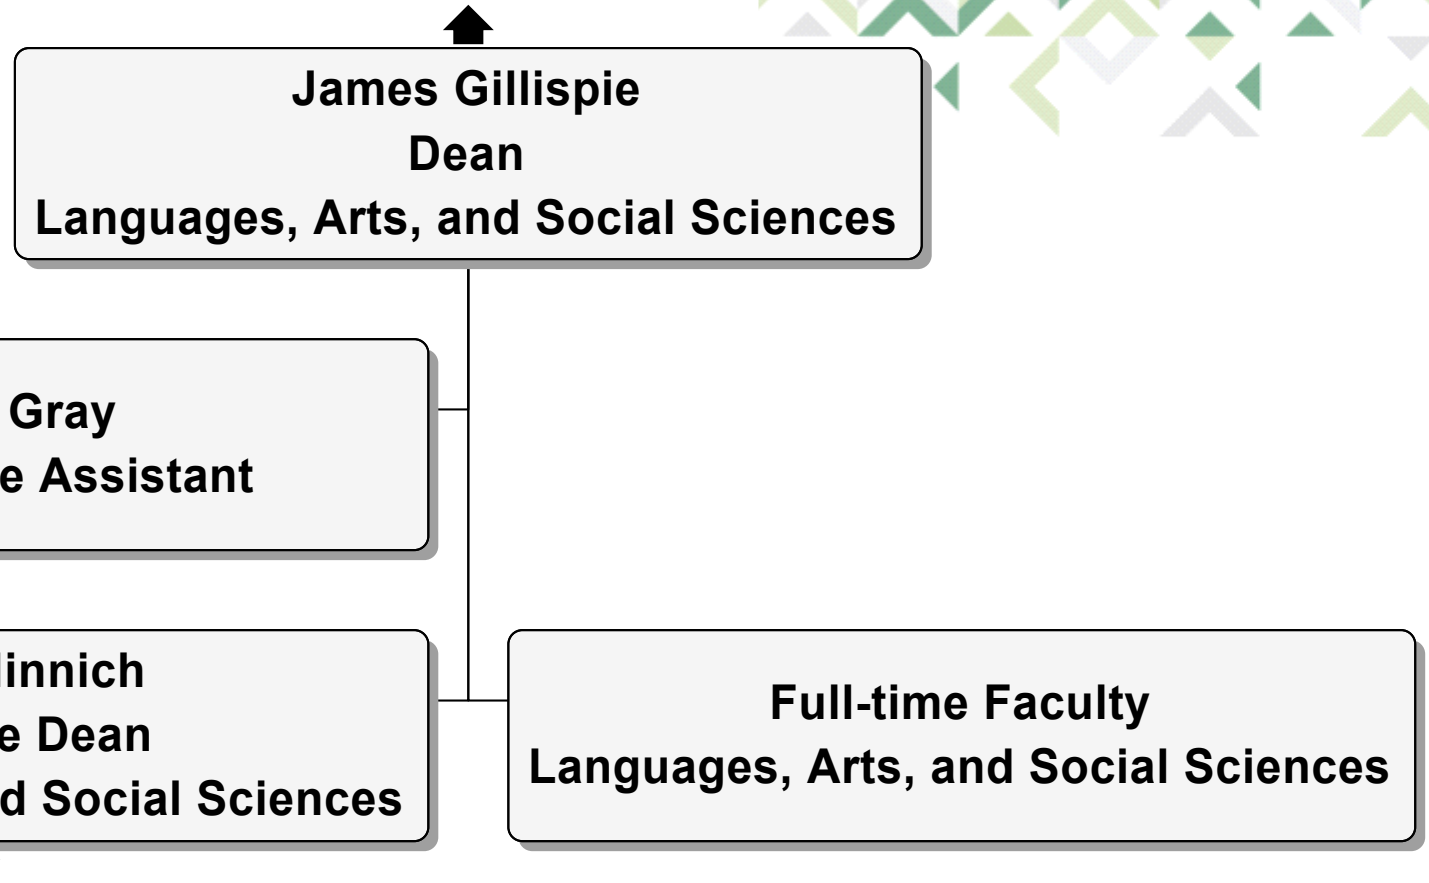 James Gillispie
Dean
Languages, Arts, and Social Sciences
Gray
Assistant
Dean
Social Sciences
Full-time Faculty
Languages, Arts, and Social Sciences